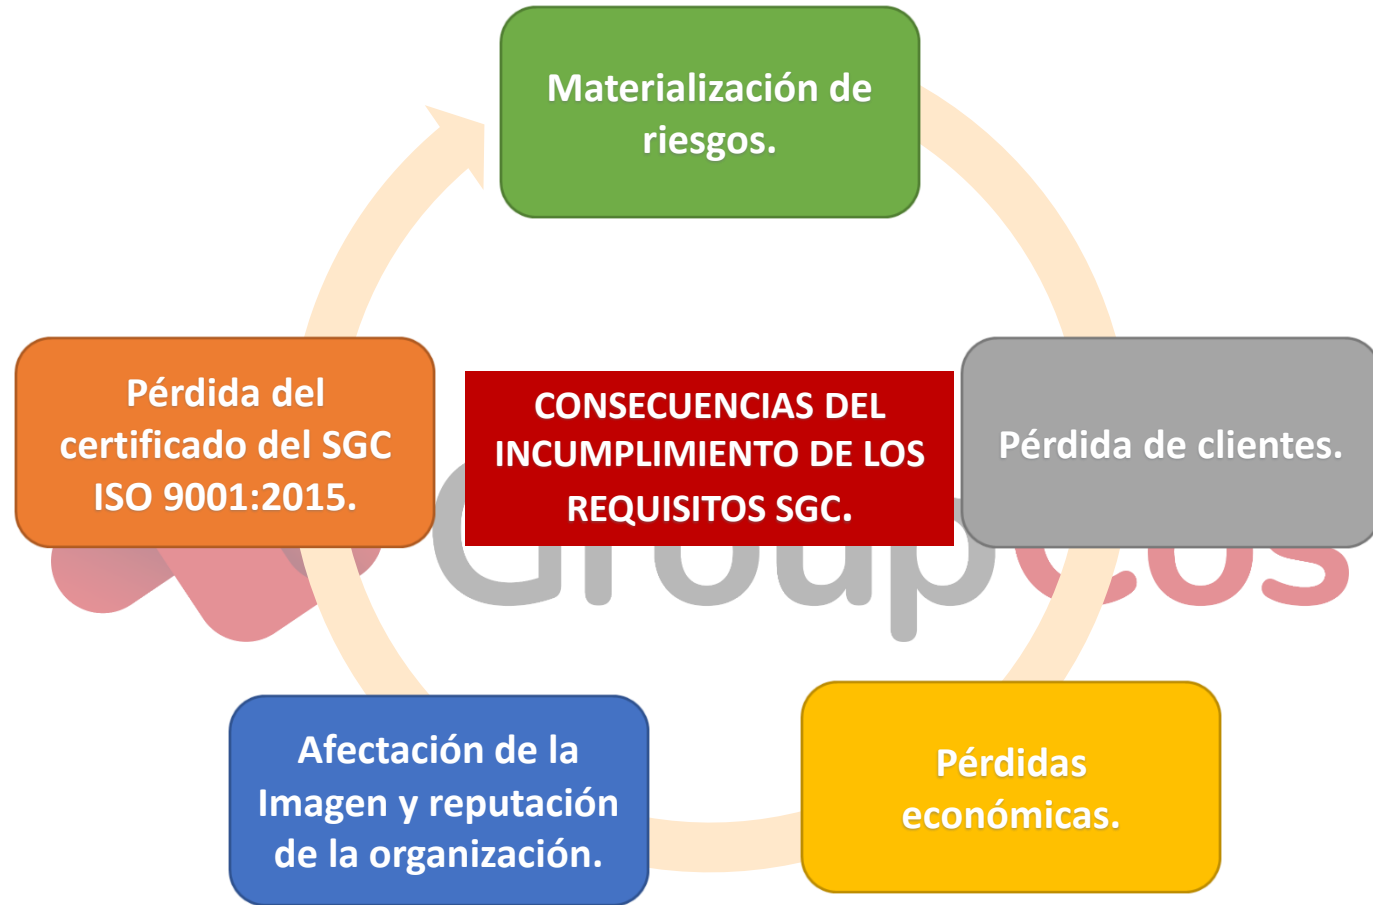 Materialización de
riesgos.
Pérdida del
certificado del SGC
ISO 9001:2015.
CONSECUENCIAS DEL
INCUMPLIMIENTO DE LOS
REQUISITOS SGC.
Pérdida de clientes.
GroupCos
Afectación de la
Imagen y reputación
de la organización.
Pérdidas
económicas.